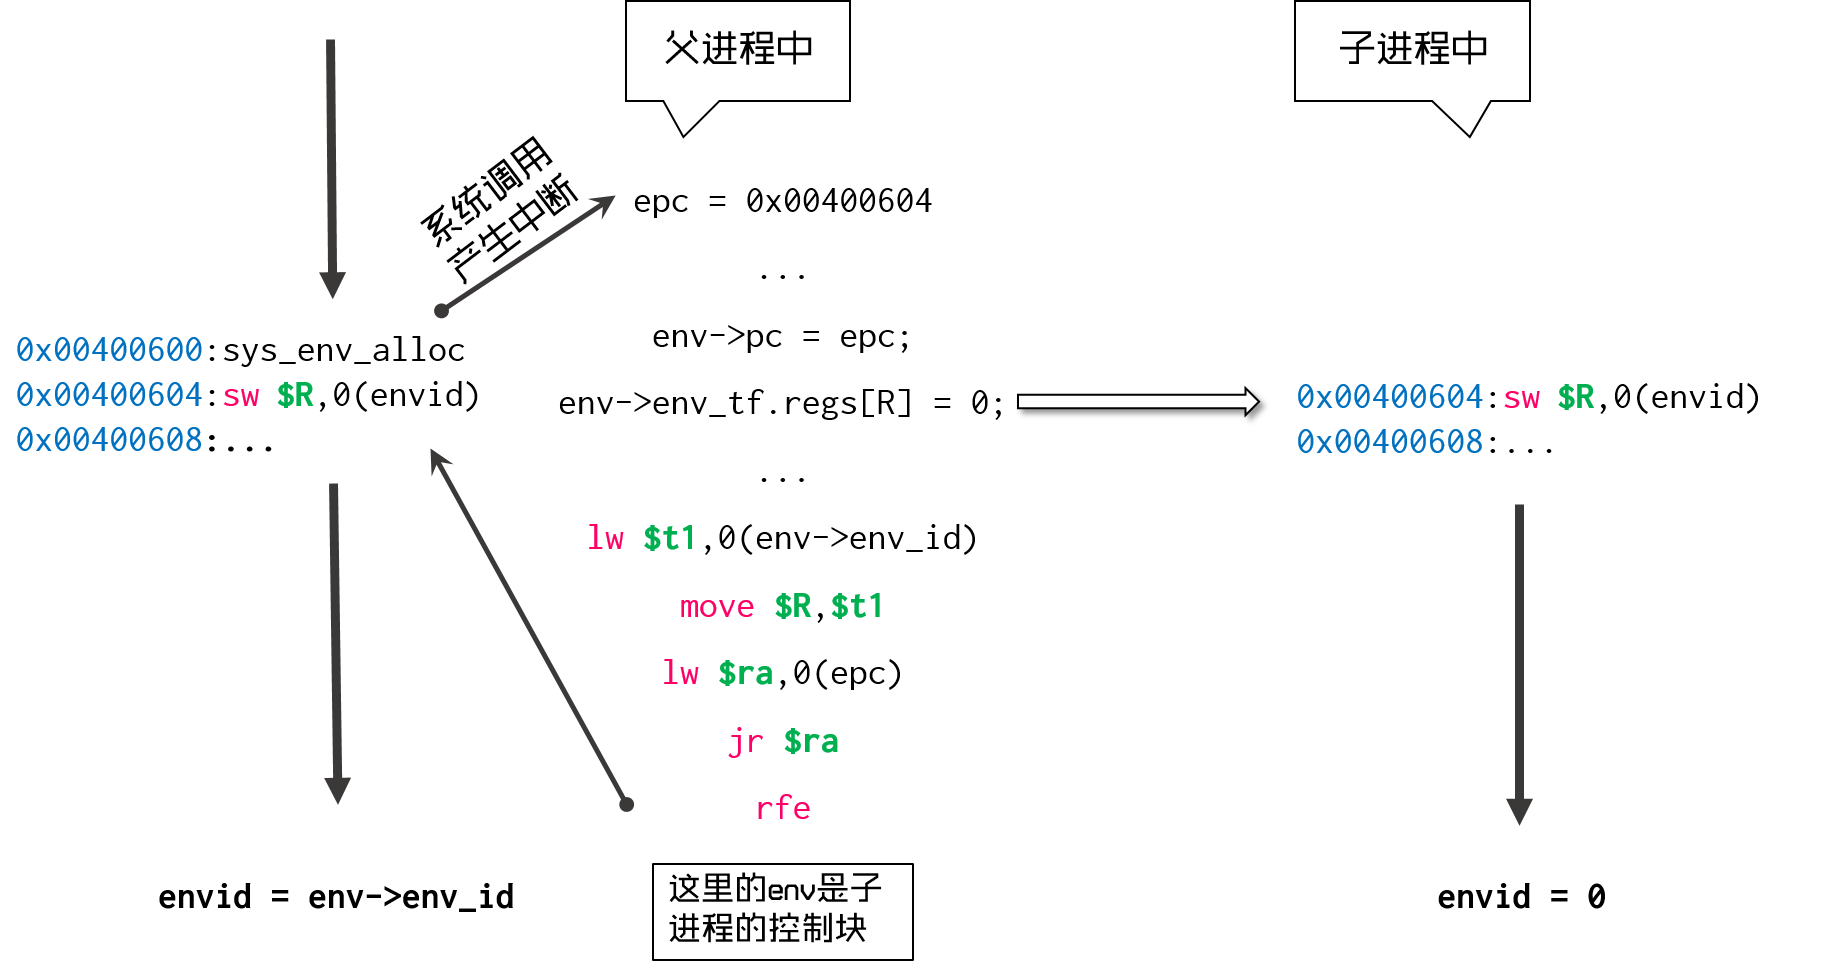 父进程中
子进程中
系统调用
产生中断
epc = 0x00400604
...
env->pc = epc;
env->env_tf.regs[R] = 0;
...
lw $t1,0(env->env_id)
move $R,$t1
lw $ra,0(epc)
jr $ra
rfe
0x00400600:sys_env_alloc
0x00400604:sw $R,0(envid)
0x00400608:...
0x00400604:sw $R,0(envid)
0x00400608:...
这里的env是子
进程的控制块
envid = env->env_id
envid = 0